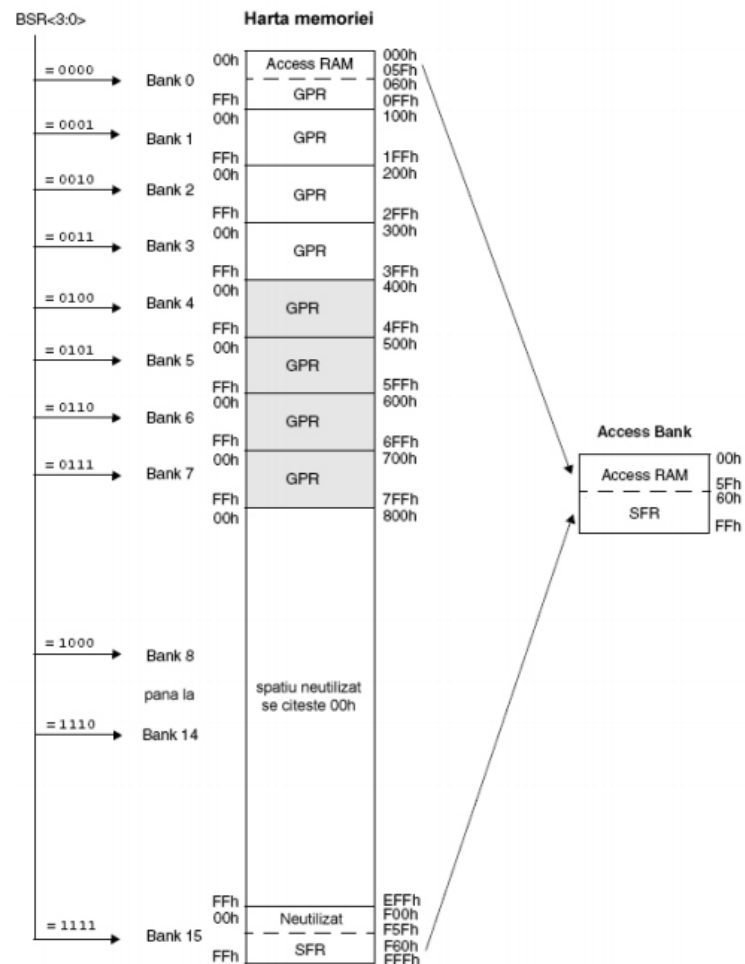 BSR<3:0>
Harta memoriei
= 0000
Bank 0
00h
Access RAM
000h
05Fh
060h
FFh
GPR
0FFh
= 0001
Bank 1
00h
GPR
100h
FFh
1FFh
= 0010
Bank 2
00h
GPR
200h
FFh
2FFh
= 0011
Bank 3
00h
GPR
300h
FFh
3FFh
= 0100
Bank 4
00h
GPR
400h
FFh
4FFh
= 0101
Bank 5
00h
GPR
500h
FFh
5FFh
= 0110
Bank 6
00h
GPR
600h
FFh
6FFh
= 0111
Bank 7
00h
GPR
700h
FFh
7FFh
00h
800h
Access Bank
00h
Access RAM
5Fh
60h
SFR
FFh
= 1000
Bank 8
pana la
= 1110
Bank 14
spatiu neutilizat
se citeste 00h
FFh
EFFh
= 1111
Bank 15
00h
Neutilizat
F00h
F5Fh
F60h
FFh
SFR
FFFh